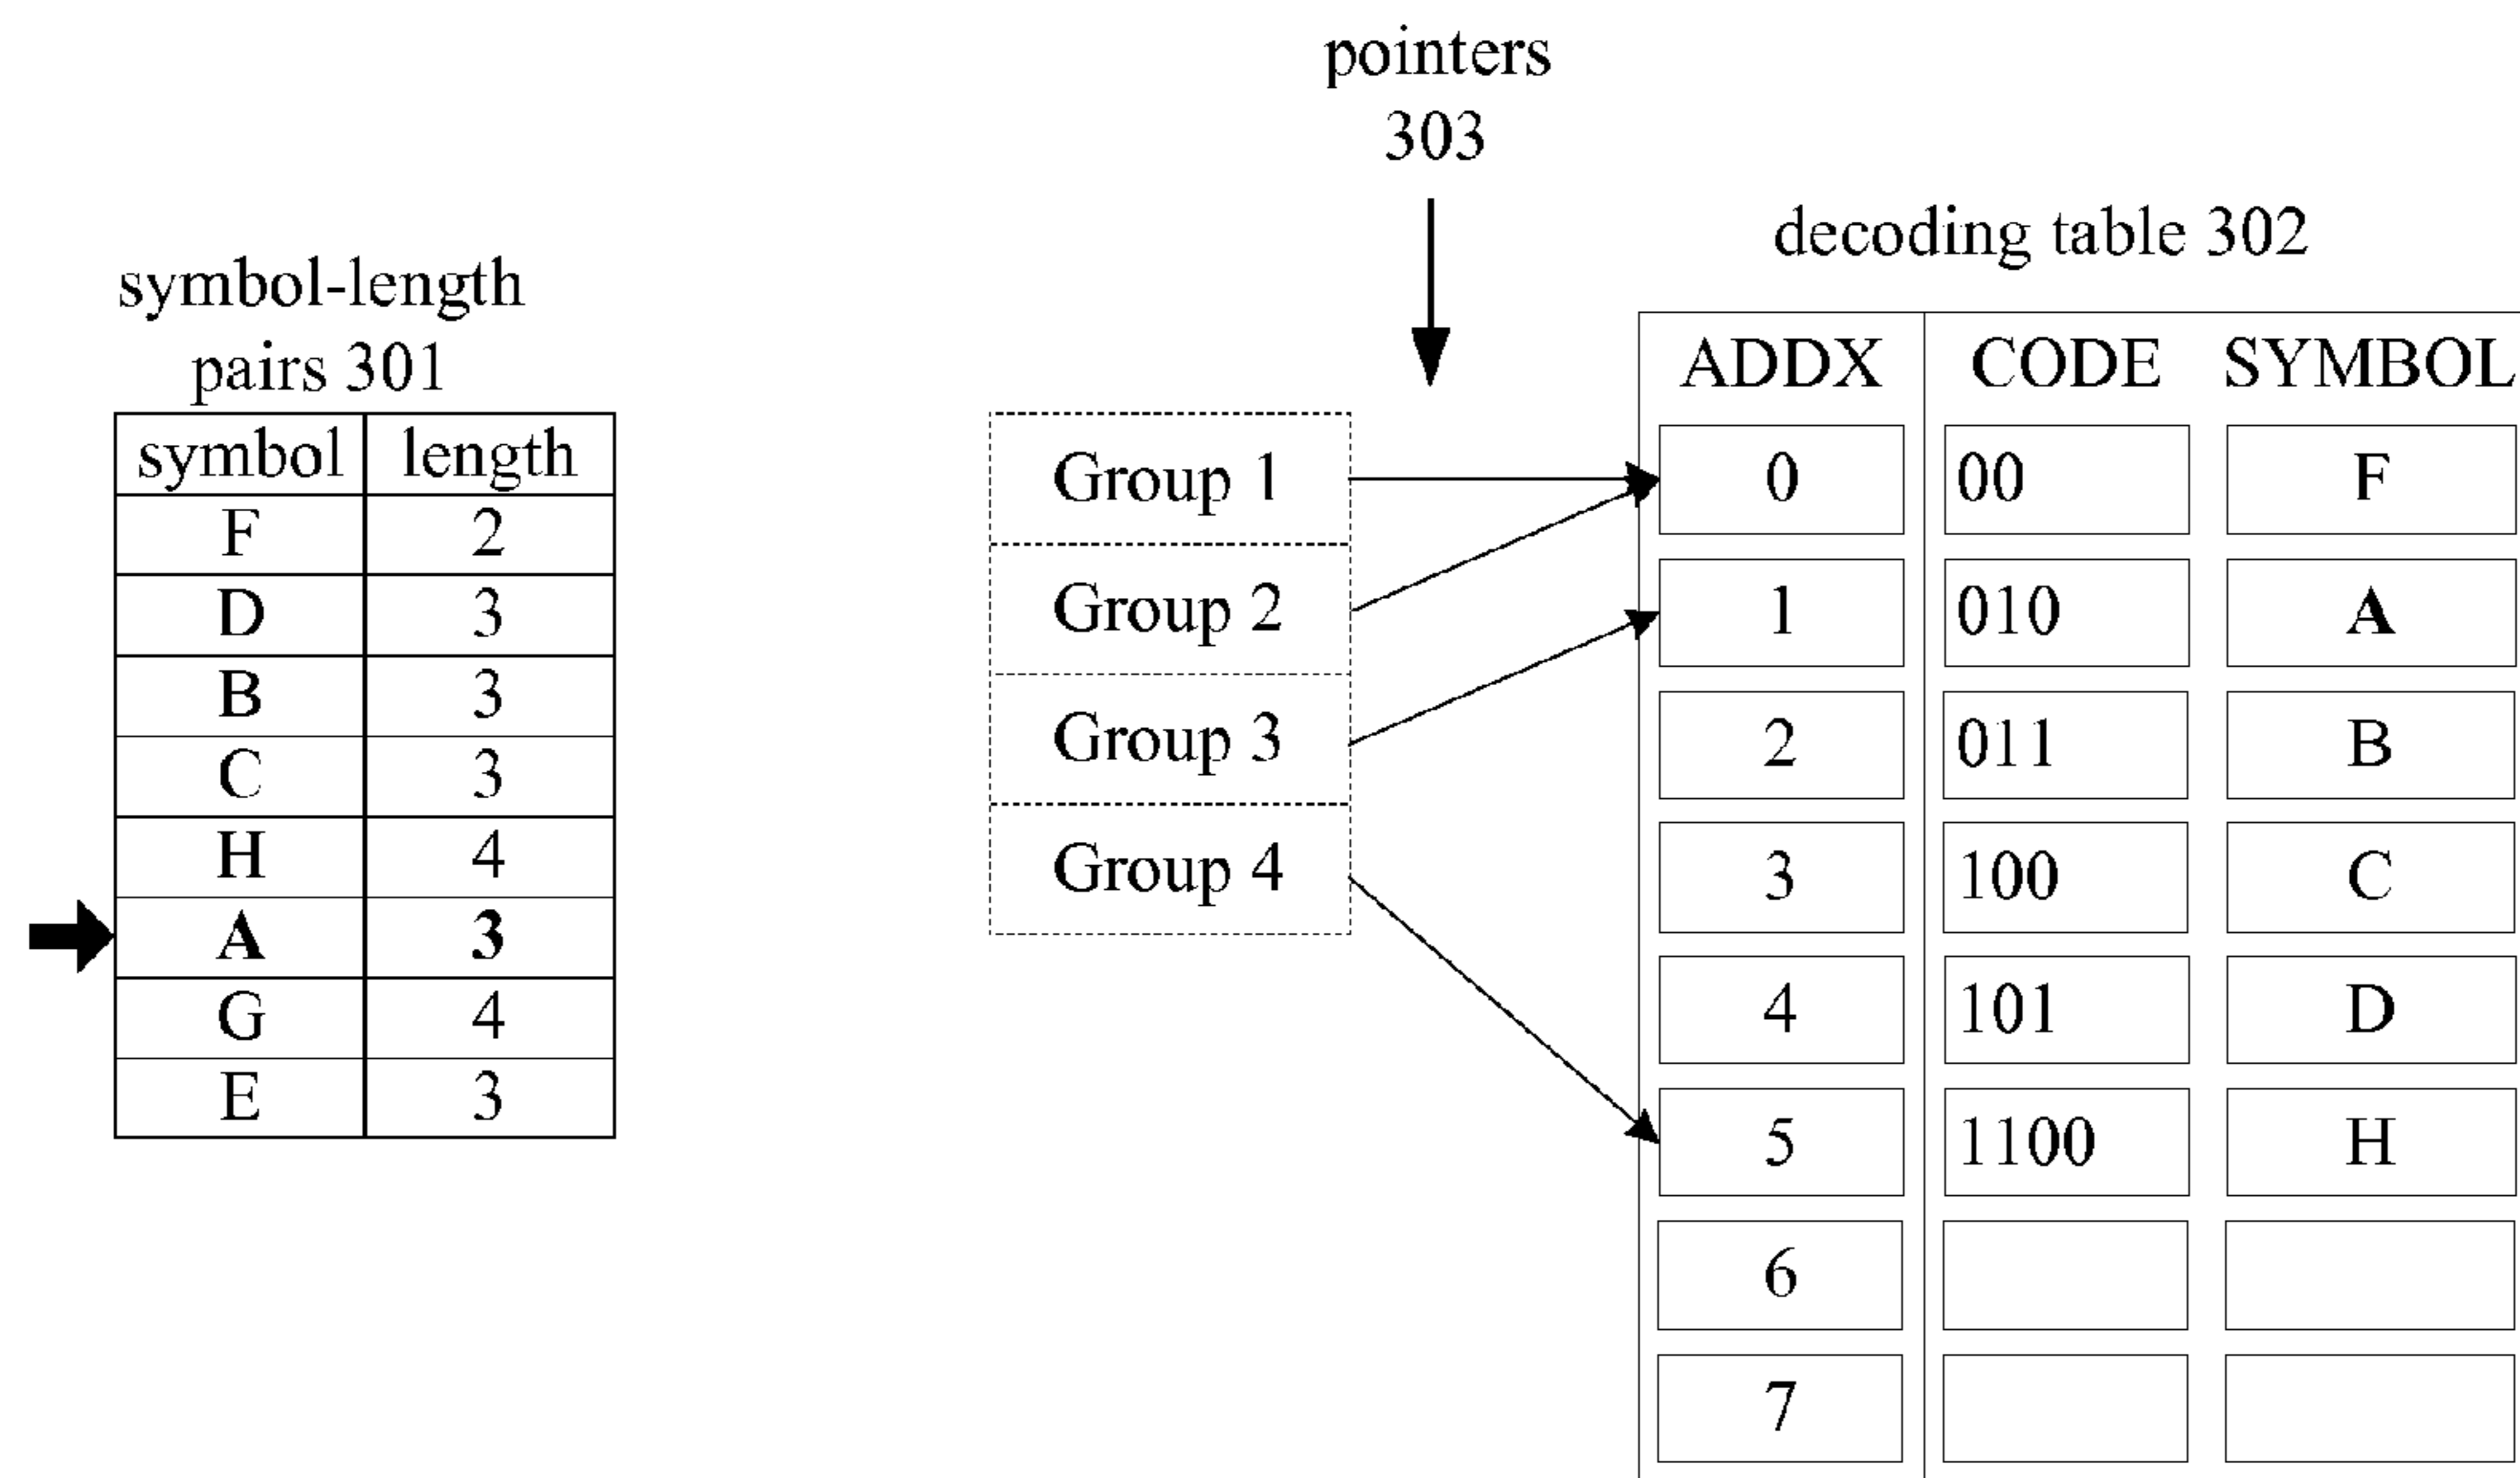 pointers
303
symbol-length
pairs 301
symbol length
F 2
D 3
B 3
C 3
H 4
A 3
G 4
E 3
Group 1
Group 2
Group 3
Group 4
decoding table 302
ADDX CODE SYMBOL
0 00 F
1 010 A
2 011 B
3 100 C
4 101 D
5 1100 H
6
7